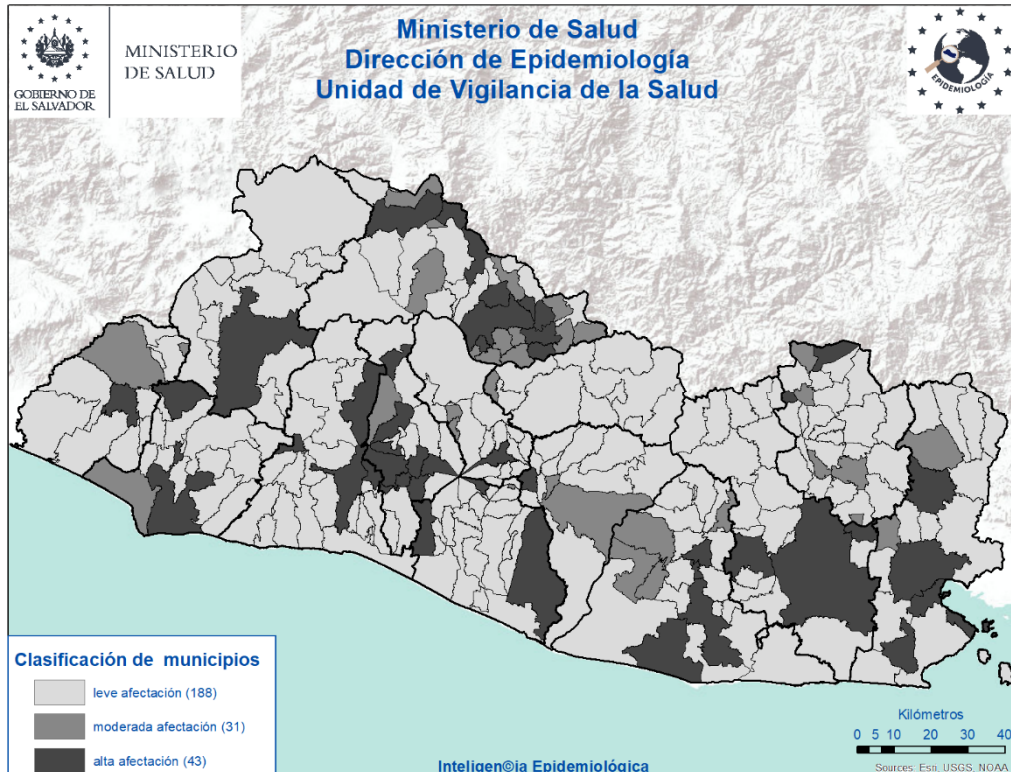 GOBIERNO DE
EL SALVADOR
MINISTERIO
DE SALUD
Ministerio de Salud
Dirección de Epidemiología
Unidad de Vigilancia de la Salud
EPIDEMIOLOGÍA
Clasificación de municipios
leve afectación (188)
moderada afectación (31)
alta afectación (43)
Inteligen©ia Epidemiológica
Kilómetros
0 5 10 20 30 40
Sources: Esri, USGS, NOAA